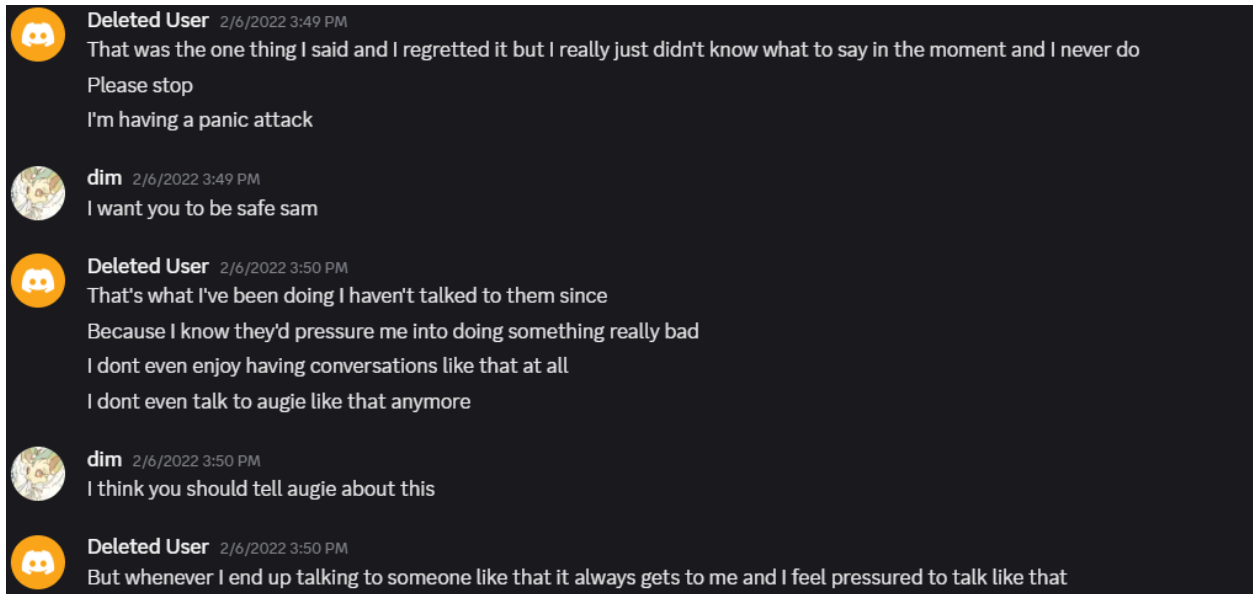 Deleted User 2/6/2022 3:49 PM
That was the one thing I said and I regretted it but I really just didn't know what to say in the moment and I never do
Please stop
I'm having a panic attack
dim 2/6/2022 3:49 PM
I want you to be safe sam
Deleted User 2/6/2022 3:50 PM
That's what I've been doing I haven't talked to them since
Because I know they'd pressure me into doing something really bad
I dont even enjoy having conversations like that at all
I dont even talk to augie like that anymore
dim 2/6/2022 3:50 PM
I think you should tell augie about this
Deleted User 2/6/2022 3:50 PM
But whenever I end up talking to someone like that it always gets to me and I feel pressured to talk like that